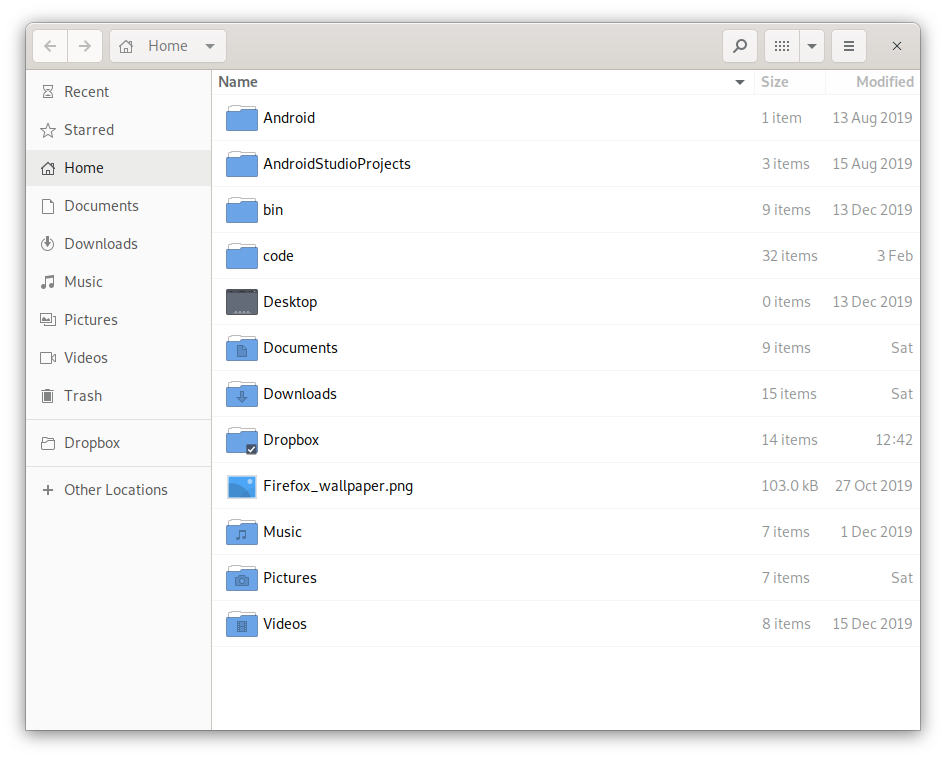 Home
Recent
Starred
Home
Documents
Downloads
Music
Pictures
Videos
Trash
Dropbox
Other Locations
Name Size Modified
Android 1 item 13 Aug 2019
AndroidStudioProjects 3 items 15 Aug 2019
bin 9 items 13 Dec 2019
code 32 items 3 Feb
Desktop 0 items 13 Dec 2019
Documents 9 items Sat
Downloads 15 items Sat
Dropbox 14 items 12:42
Firefox_wallpaper.png 103.0 kB 27 Oct 2019
Music 7 items 1 Dec 2019
Pictures 7 items Sat
Videos 8 items 15 Dec 2019